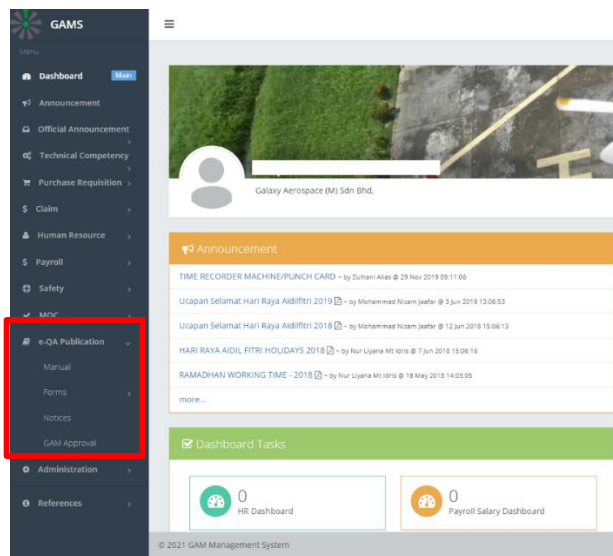 GAMS
Menu
Dashboard Main
Announcement
Official Announcement
Technical Competency
Purchase Requisition
$ Claim
Human Resource
$ Payroll
Safety
MOC
e-QA Publication
Manual
Forms
Notices
GAM Approval
Administration
References
Galaxy Aerospace (M) Sdn Bhd.
Announcement
TIME RECORDER MACHINE/PUNCH CARD ~ by Zulhani Alias @ 29 Nov 2019 09:11:06
Ucapan Selamat Hari Raya Aidilfitri 2019 ~ by Mohammad Nizam Jaafar @ 3 Jun 2019 13:06:53
Ucapan Selamat Hari Raya Aidilfitri 2018 ~ by Mohammad Nizam Jaafar @ 12 Jun 2018 15:06:13
HARI RAYA AIDIL FITRI HOLIDAYS 2018 ~ by Nur Liyana Mt Idris @ 7 Jun 2018 15:06:16
RAMADHAN WORKING TIME - 2018 ~ by Nur Liyana Mt Idris @ 18 May 2018 14:05:05
more...
Dashboard Tasks
0
HR Dashboard
0
Payroll Salary Dashboard
© 2021 GAM Management System